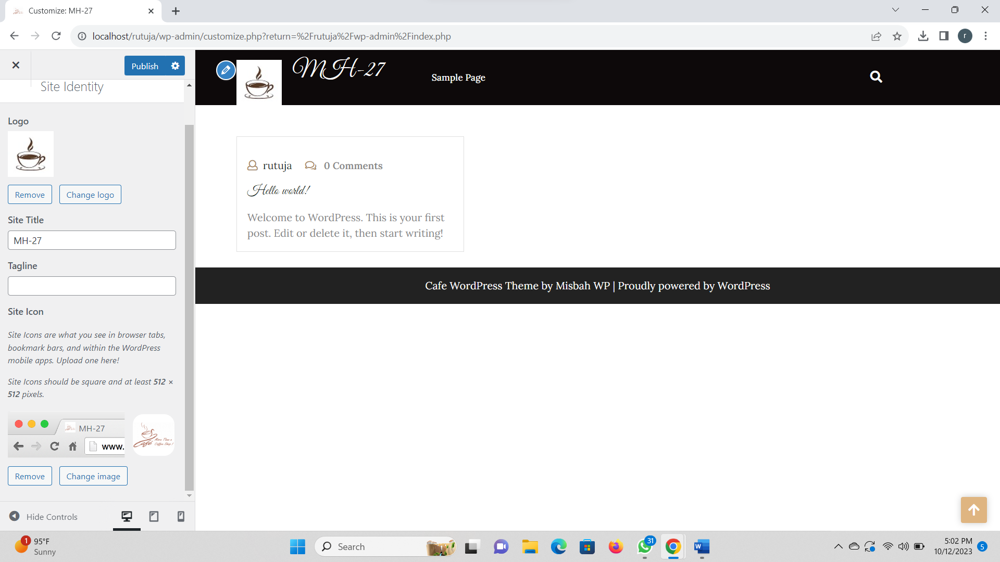 Customize: MH-27
localhost/rutuja/wp-admin/customize.php?return=%2Frutuja%2Fwp-admin%2Findex.php
r
Publish
Site Identity
Logo
Remove
Change logo
Site Title
MH-27
Tagline
Site Icon
Site Icons are what you see in browser tabs,
bookmark bars, and within the WordPress
mobile apps. Upload one here!
Site Icons should be square and at least 512 ×
512 pixels.
MH-27
www.
Café More Than a
Coffee Shop !
Remove
Change image
Hide Controls
MH-27
Sample Page
rutuja
0 Comments
Hello world!
Welcome to WordPress. This is your first
post. Edit or delete it, then start writing!
Cafe WordPress Theme by Misbah WP | Proudly powered by WordPress
1
95°F
Sunny
Search
31
W
5:02 PM
10/12/2023
5